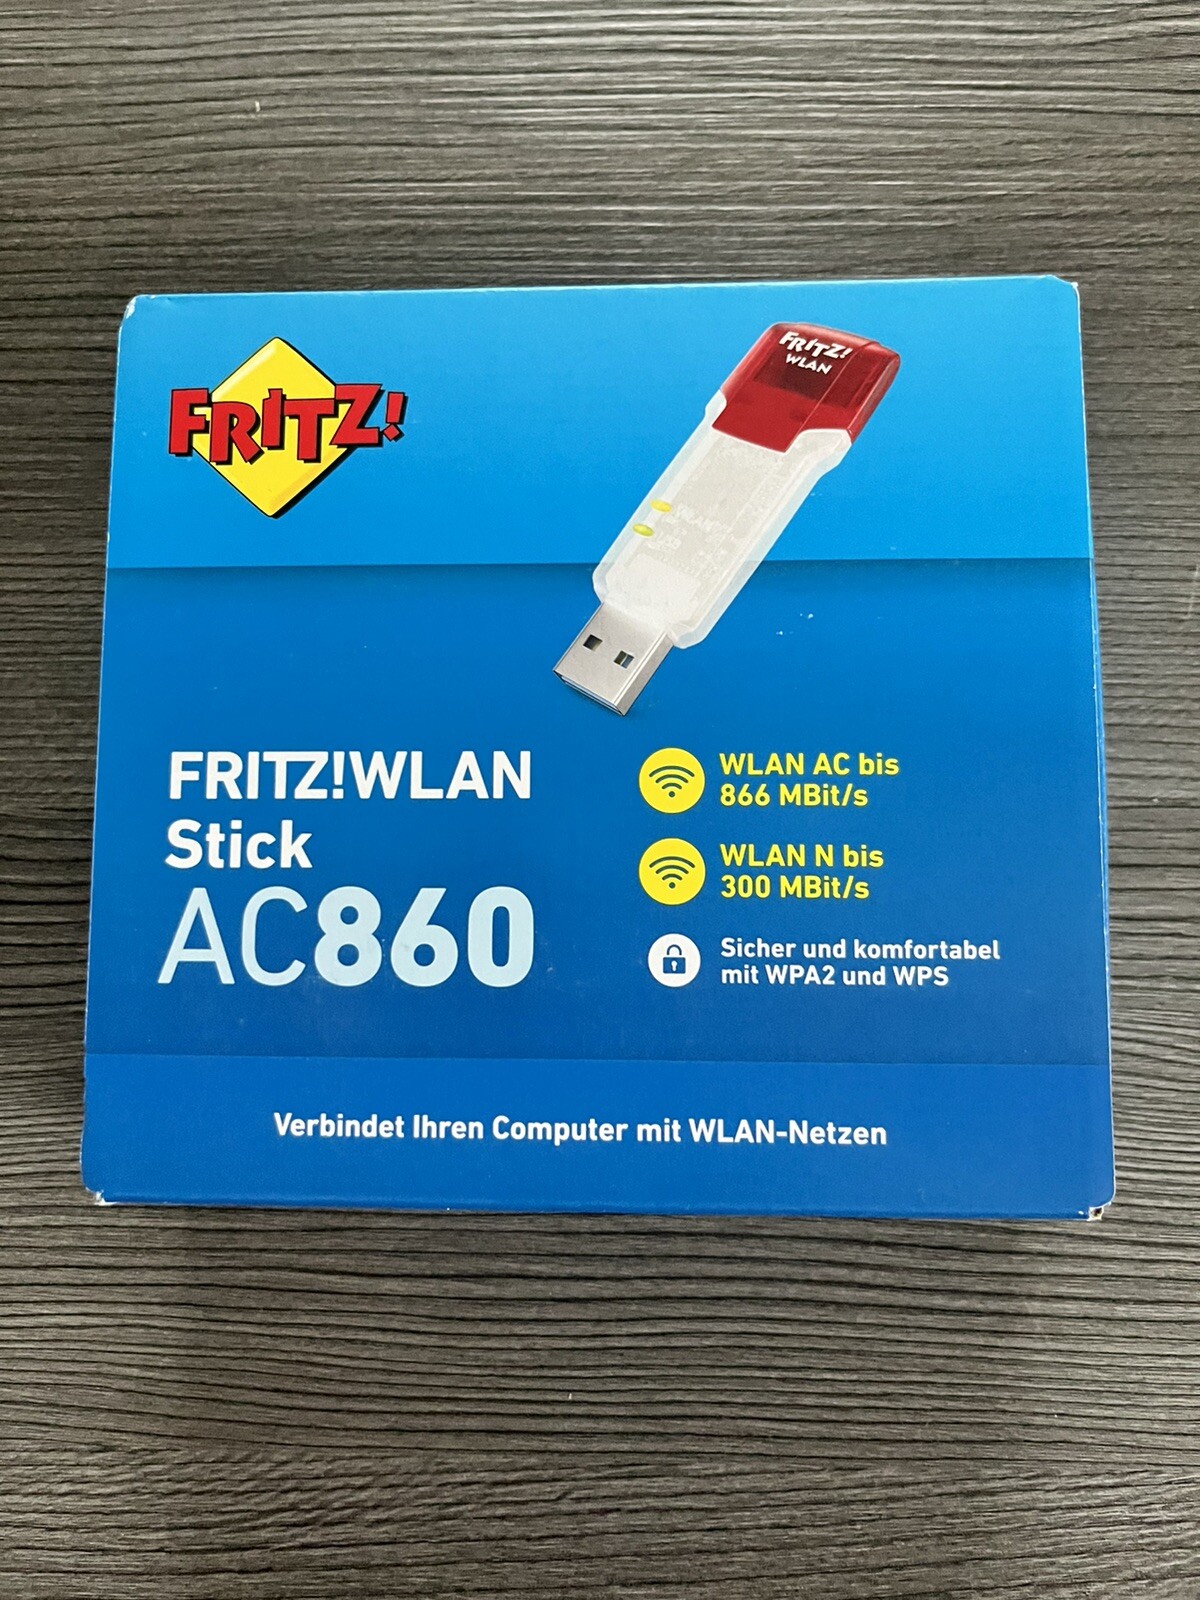 FRITZ!
FRITZ!
WLAN
WLAN
FRITZ!WLAN
Stick
AC860
WLAN AC bis
866 MBit/s
WLAN N bis
300 MBit/s
Sicher und komfortabel
mit WPA2 und WPS
Verbindet Ihren Computer mit WLAN-Netzen